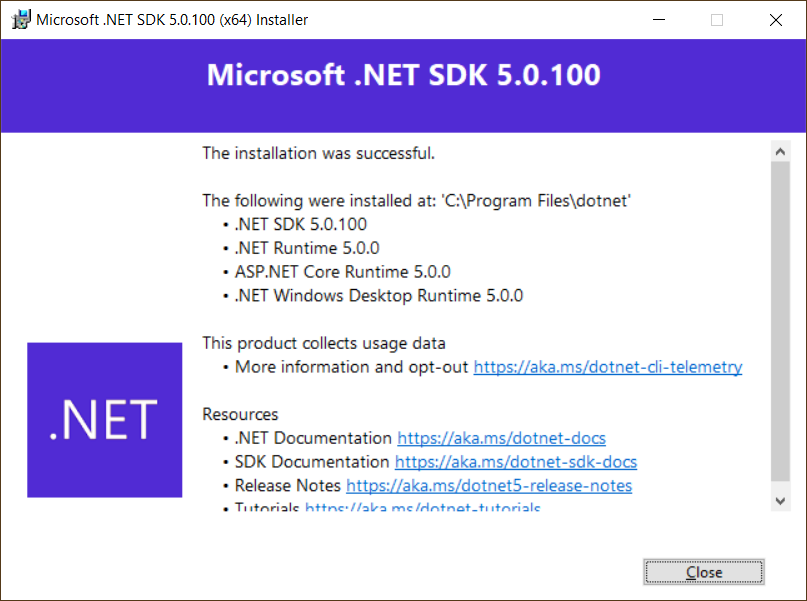 Microsoft .NET SDK 5.0.100 (x64) Installer
Microsoft .NET SDK 5.0.100
The installation was successful.
The following were installed at: 'C:\Program Files\dotnet'
• .NET SDK 5.0.100
• .NET Runtime 5.0.0
• ASP.NET Core Runtime 5.0.0
• .NET Windows Desktop Runtime 5.0.0
This product collects usage data
• More information and opt-out https://aka.ms/dotnet-cli-telemetry
Resources
• .NET Documentation https://aka.ms/dotnet-docs
• SDK Documentation https://aka.ms/dotnet-sdk-docs
• Release Notes https://aka.ms/dotnet5-release-notes
• Tutorials https://aka.ms/dotnet-tutorials
.NET
Close